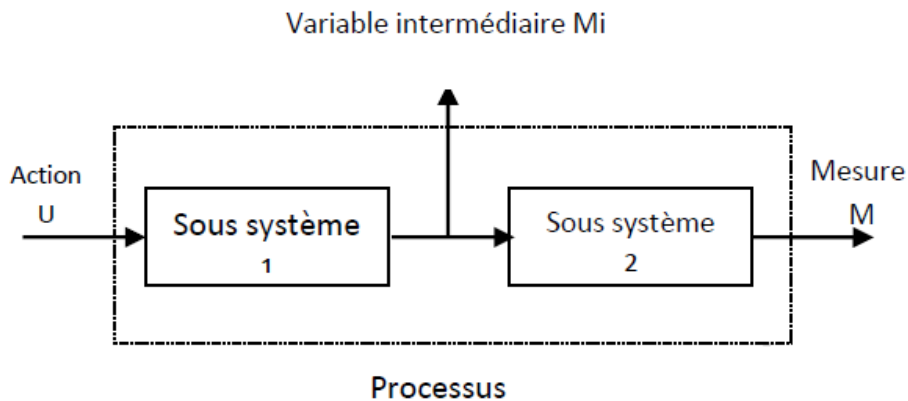 Variable intermédiaire Mi
Action
U
Sous système
1
Sous système
2
Mesure
M
Processus